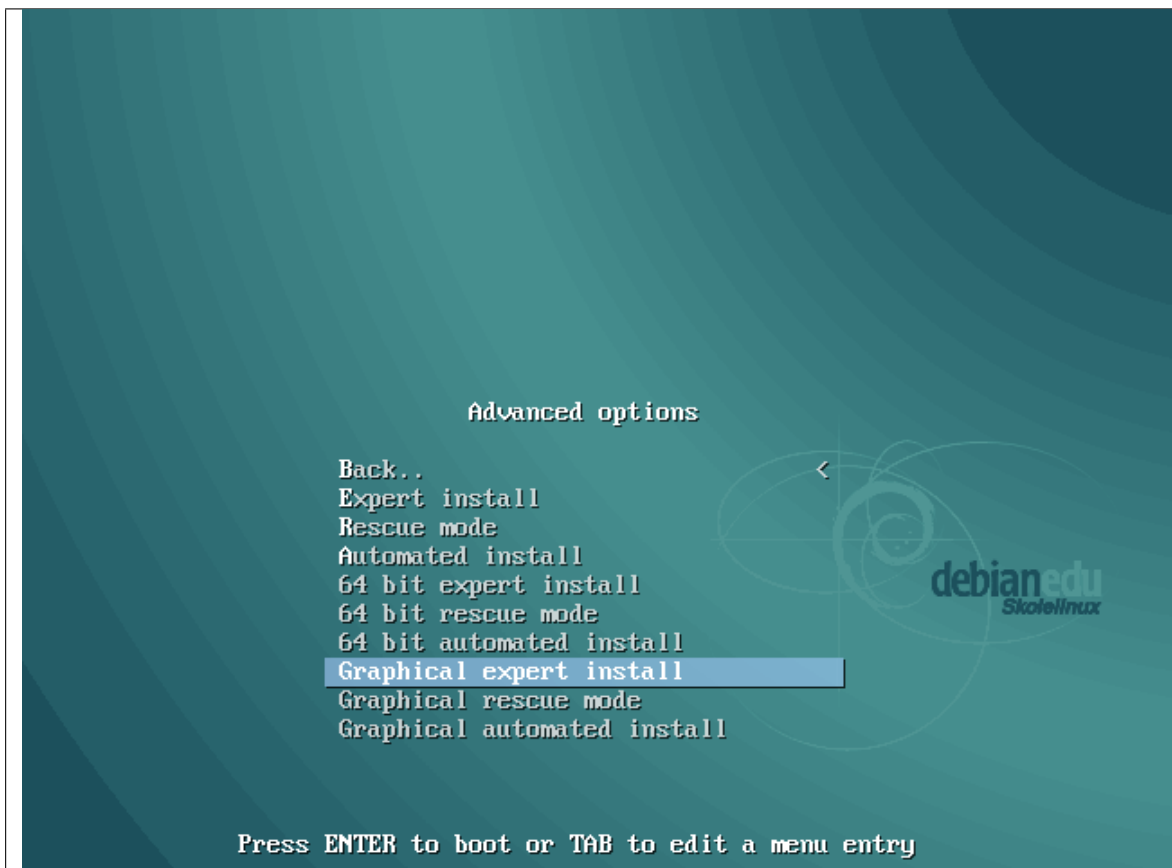 Advanced options
Back.. <
Expert install
Rescue mode
Automated install
64 bit expert install
64 bit rescue mode
64 bit automated install
Graphical expert install
Graphical rescue mode
Graphical automated install
debianedu
Skolelinux
Press ENTER to boot or TAB to edit a menu entry